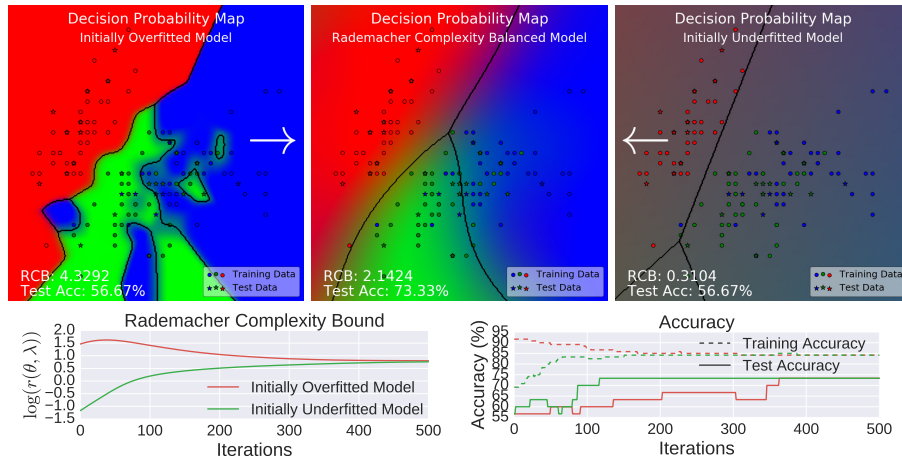 Decision Probability Map
Initially Overfitted Model
RCB: 4.3292
Test Acc: 56.67%
Training Data
Test Data
Decision Probability Map
Rademacher Complexity Balanced Model
RCB: 2.1424
Test Acc: 73.33%
Training Data
Test Data
Decision Probability Map
Initially Underfitted Model
RCB: 0.3104
Test Acc: 56.67%
Training Data
Test Data
Rademacher Complexity Bound
log(r(θ, λ))
2.0
1.5
1.0
0.5
0.0
−0.5
−1.0
−1.5
0 100 200 300 400 500
Iterations
Initially Overfitted Model
Initially Underfitted Model
Accuracy
Accuracy (%)
95
90
85
80
75
70
65
60
55
0 100 200 300 400 500
Iterations
Training Accuracy
Test Accuracy